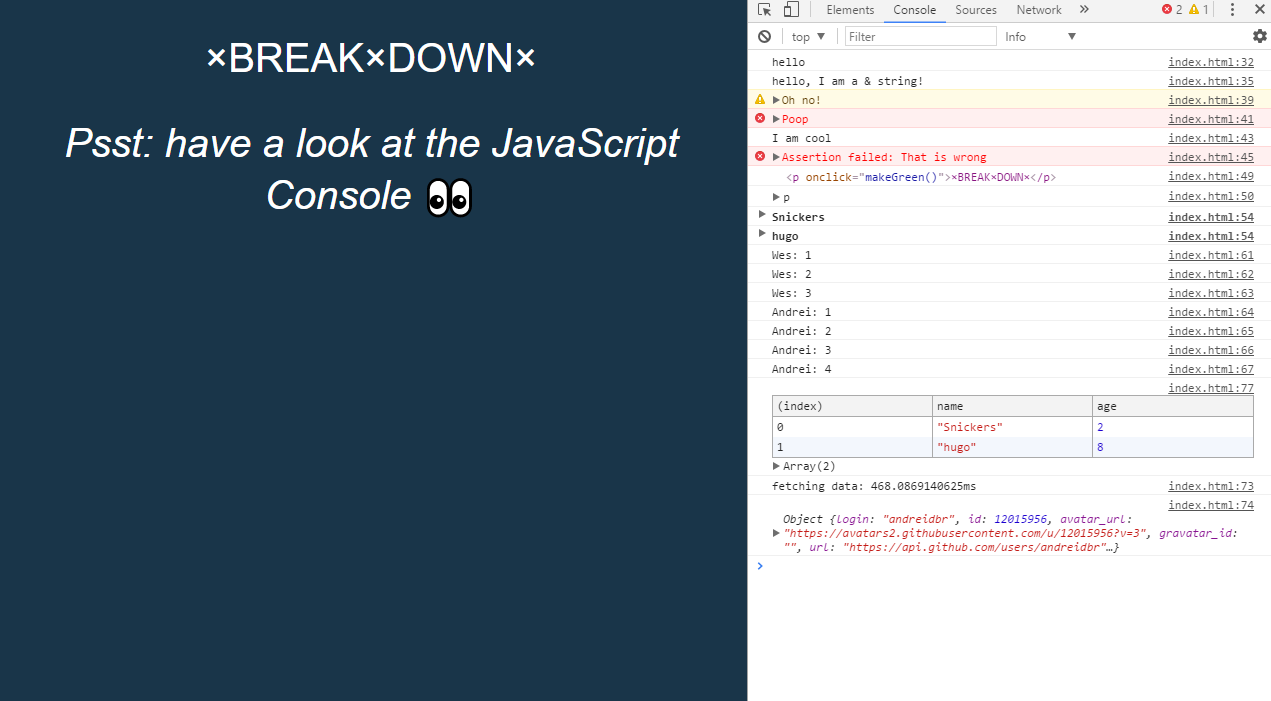 ×BREAK×DOWN×
Psst: have a look at the JavaScript
Console 👀
Elements Console Sources Network » 2 1
top ▼ Filter Info ▼
hello index.html:32
hello, I am a & string! index.html:35
▶Oh no! index.html:39
▶Poop index.html:41
I am cool index.html:43
▶Assertion failed: That is wrong index.html:45
<p onclick="makeGreen()">×BREAK×DOWN×</p> index.html:49
▶p index.html:50
▶ Snickers index.html:54
▶ hugo index.html:54
Wes: 1 index.html:61
Wes: 2 index.html:62
Wes: 3 index.html:63
Andrei: 1 index.html:64
Andrei: 2 index.html:65
Andrei: 3 index.html:66
Andrei: 4 index.html:67
index.html:77
(index) name age
0 "Snickers" 2
1 "hugo" 8
▶Array(2)
fetching data: 468.0869140625ms index.html:73
index.html:74
Object {login: "andreidbr", id: 12015956, avatar_url:
▶"https://avatars2.githubusercontent.com/u/12015956?v=3", gravatar_id:
"", url: "https://api.github.com/users/andreidbr"…}
>